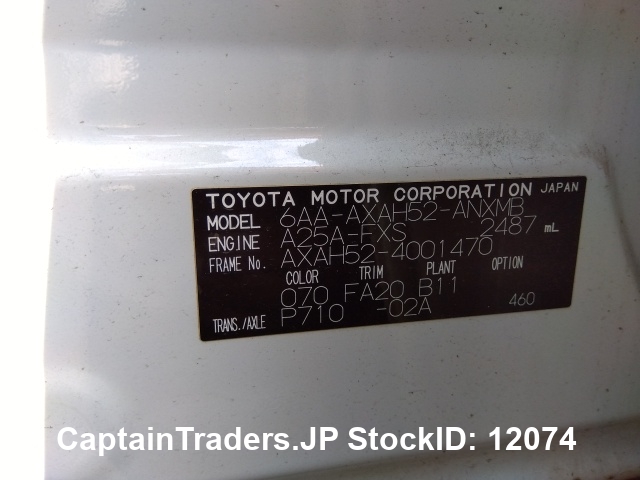 TOYOTA MOTOR CORPORATION JAPAN
MODEL 6AA-AXAH52-ANXMB
ENGINE A25A-FXS 2487 mL
FRAME No. AXAH52-4001470
COLOR TRIM PLANT OPTION
070 FA20 B11
TRANS./AXLE P710 -02A 460
CaptainTraders.JP StockID: 12074